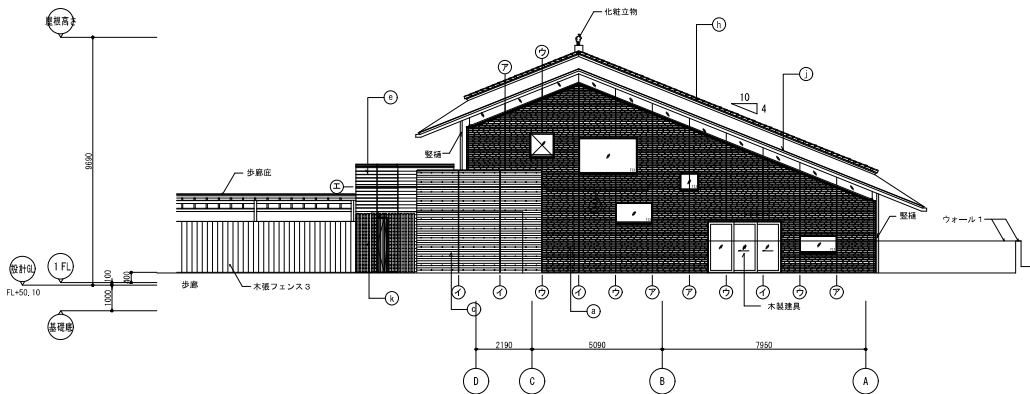 屋根高さ
化粧立物
h
ウ
ア
j
e
10
4
竪樋
9690
歩廊庇
エ
竪樋
ウォール1
設計GL
1FL
100
400
FL+50.10
1000
基礎底
歩廊
木張フェンス3
k
d
a
イ
イ
ウ
イ
ウ
ア
ア
ウ
イ
ウ
ア
木製建具
2190
5090
7950
D
C
B
A